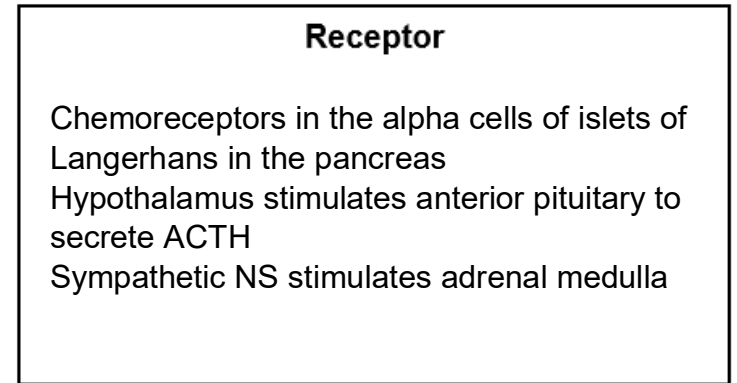 Receptor
Chemoreceptors in the alpha cells of islets of
Langerhans in the pancreas
Hypothalamus stimulates anterior pituitary to
secrete ACTH
Sympathetic NS stimulates adrenal medulla